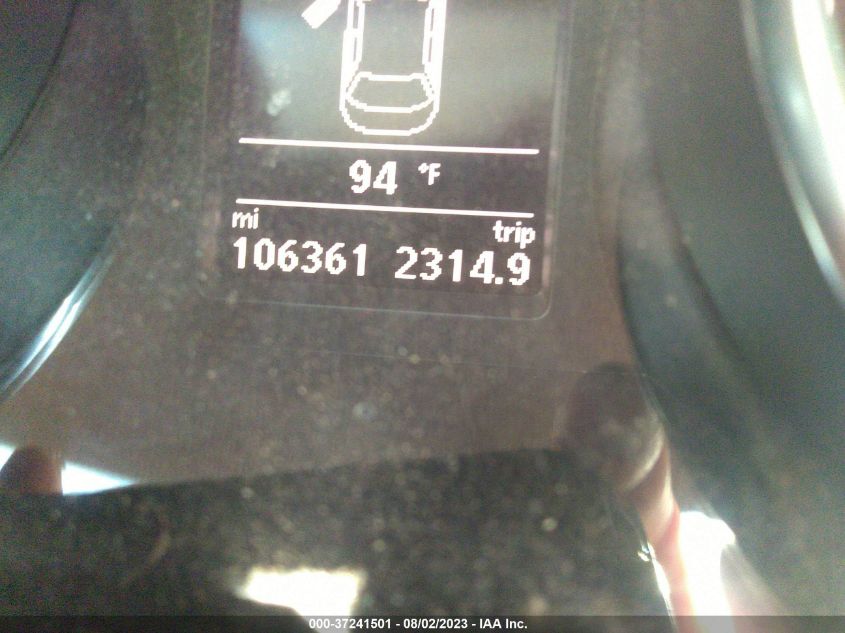 94 °F
mi trip
106361 2314.9
000-37241501 - 08/02/2023 - IAA Inc.